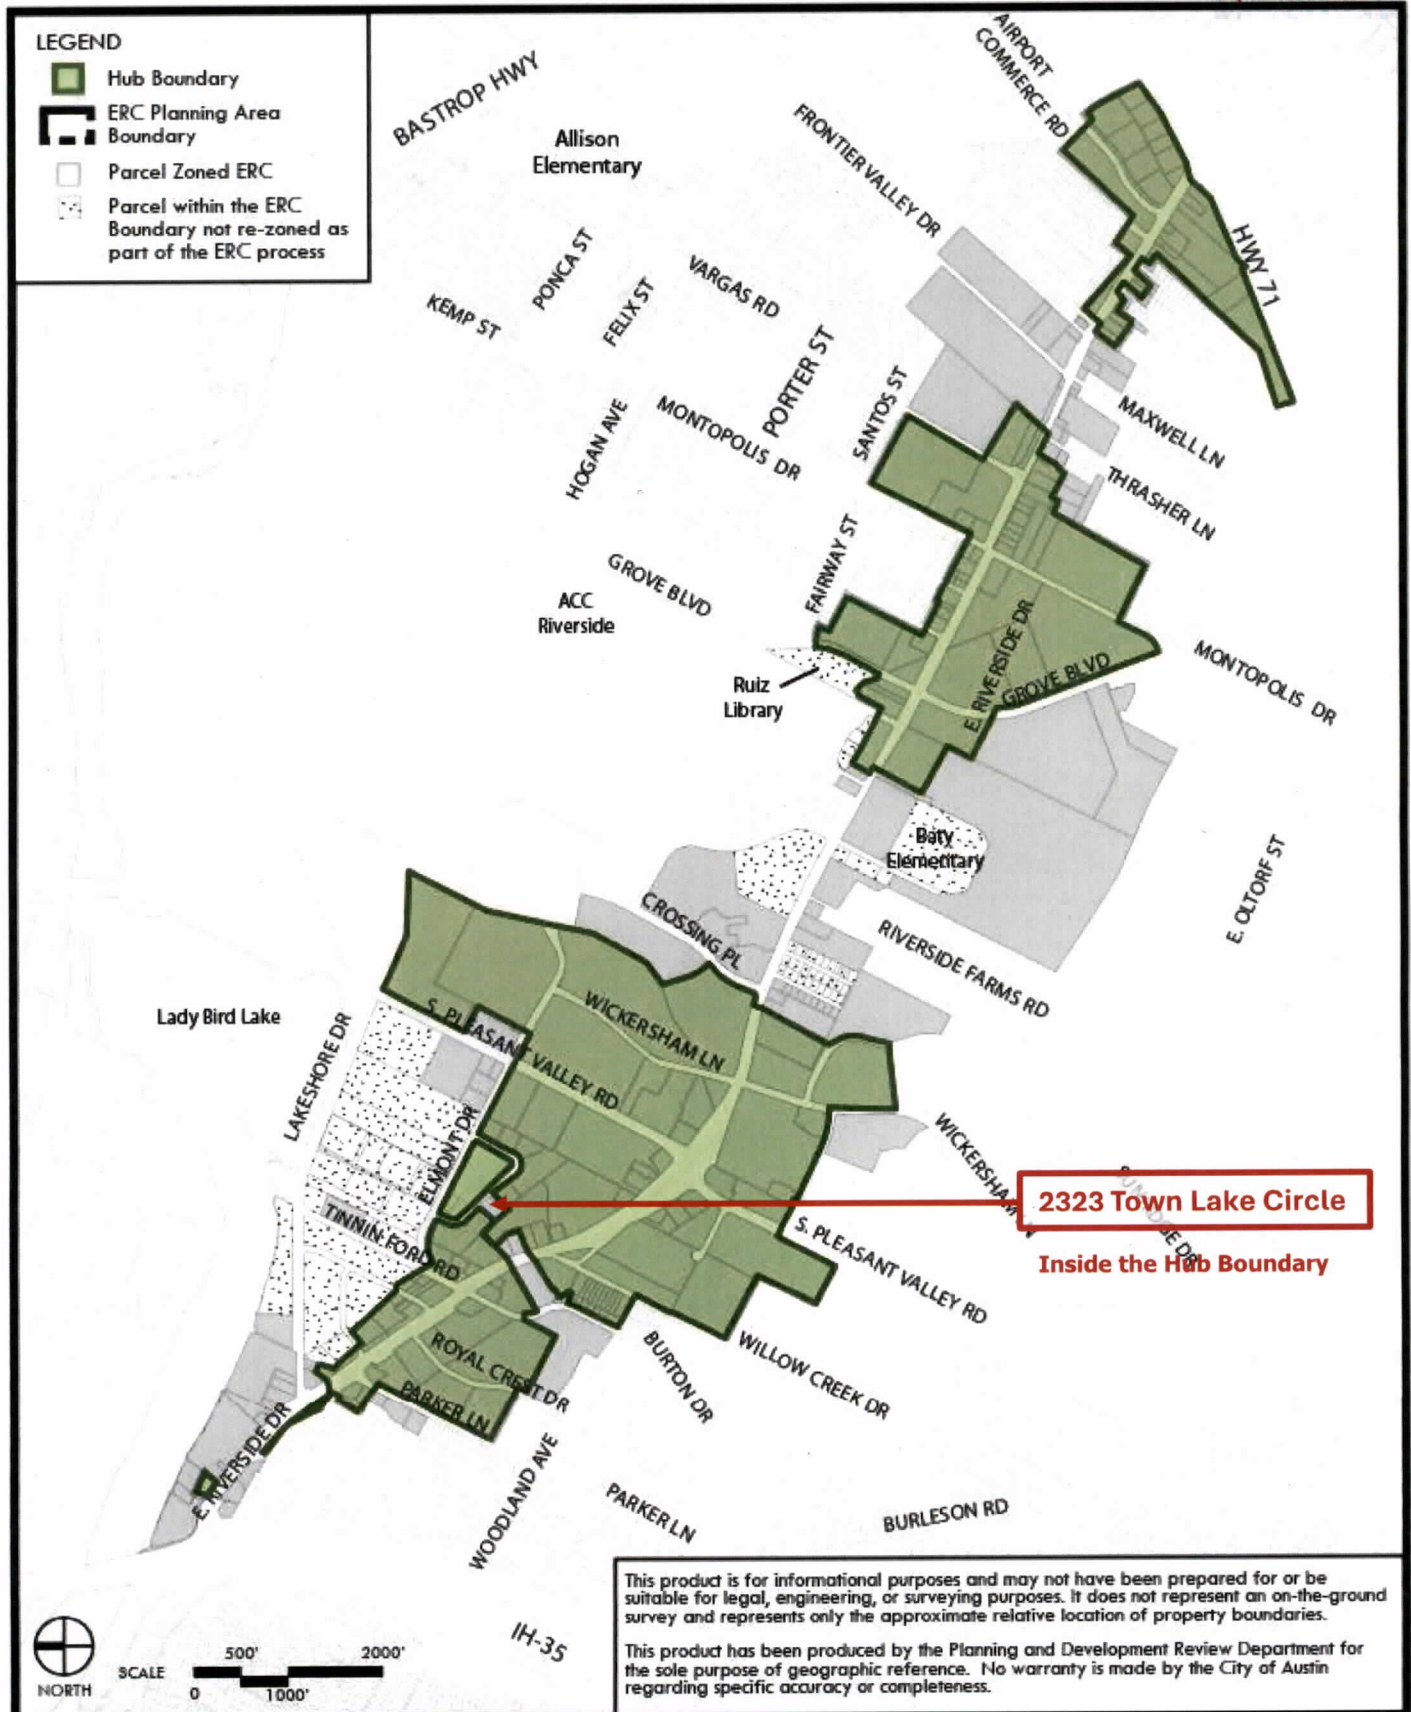 LEGEND
Hub Boundary
ERC Planning Area
Boundary
Parcel Zoned ERC
Parcel within the ERC
Boundary not re-zoned as
part of the ERC process
BASTROP HWY
Allison
Elementary
AIRPORT
COMMERCE RD
FRONTIER VALLEY DR
HWY 71
PONCA ST
VARGAS RD
KEMP ST
FELIX ST
PORTER ST
SANTOS ST
MAXWELL LN
MONTOPOLIS DR
HOGAN AVE
THRASHER LN
FAIRWAY ST
GROVE BLVD
ACC
Riverside
E. RIVERSIDE DR
GROVE BLVD
MONTOPOLIS DR
Ruiz
Library
Baty
Elementary
E. OLTORF ST
CROSSING PL
RIVERSIDE FARMS RD
Lady Bird Lake
LAKESHORE DR
S. PLEASANT VALLEY RD
WICKERSHAM LN
ELMONT DR
WICKERSHAM LN
2323 Town Lake Circle
Inside the Hub Boundary
TINNIN FORD RD
S. PLEASANT VALLEY RD
ROYAL CREST DR
PARKER LN
BURTON DR
WILLOW CREEK DR
E. RIVERSIDE DR
WOODLAND AVE
PARKER LN
BURLESON RD
IH-35
NORTH
SCALE
500'
2000'
0
1000'
This product is for informational purposes and may not have been prepared for or be
suitable for legal, engineering, or surveying purposes. It does not represent an on-the-ground
survey and represents only the approximate relative location of property boundaries.
This product has been produced by the Planning and Development Review Department for
the sole purpose of geographic reference. No warranty is made by the City of Austin
regarding specific accuracy or completeness.